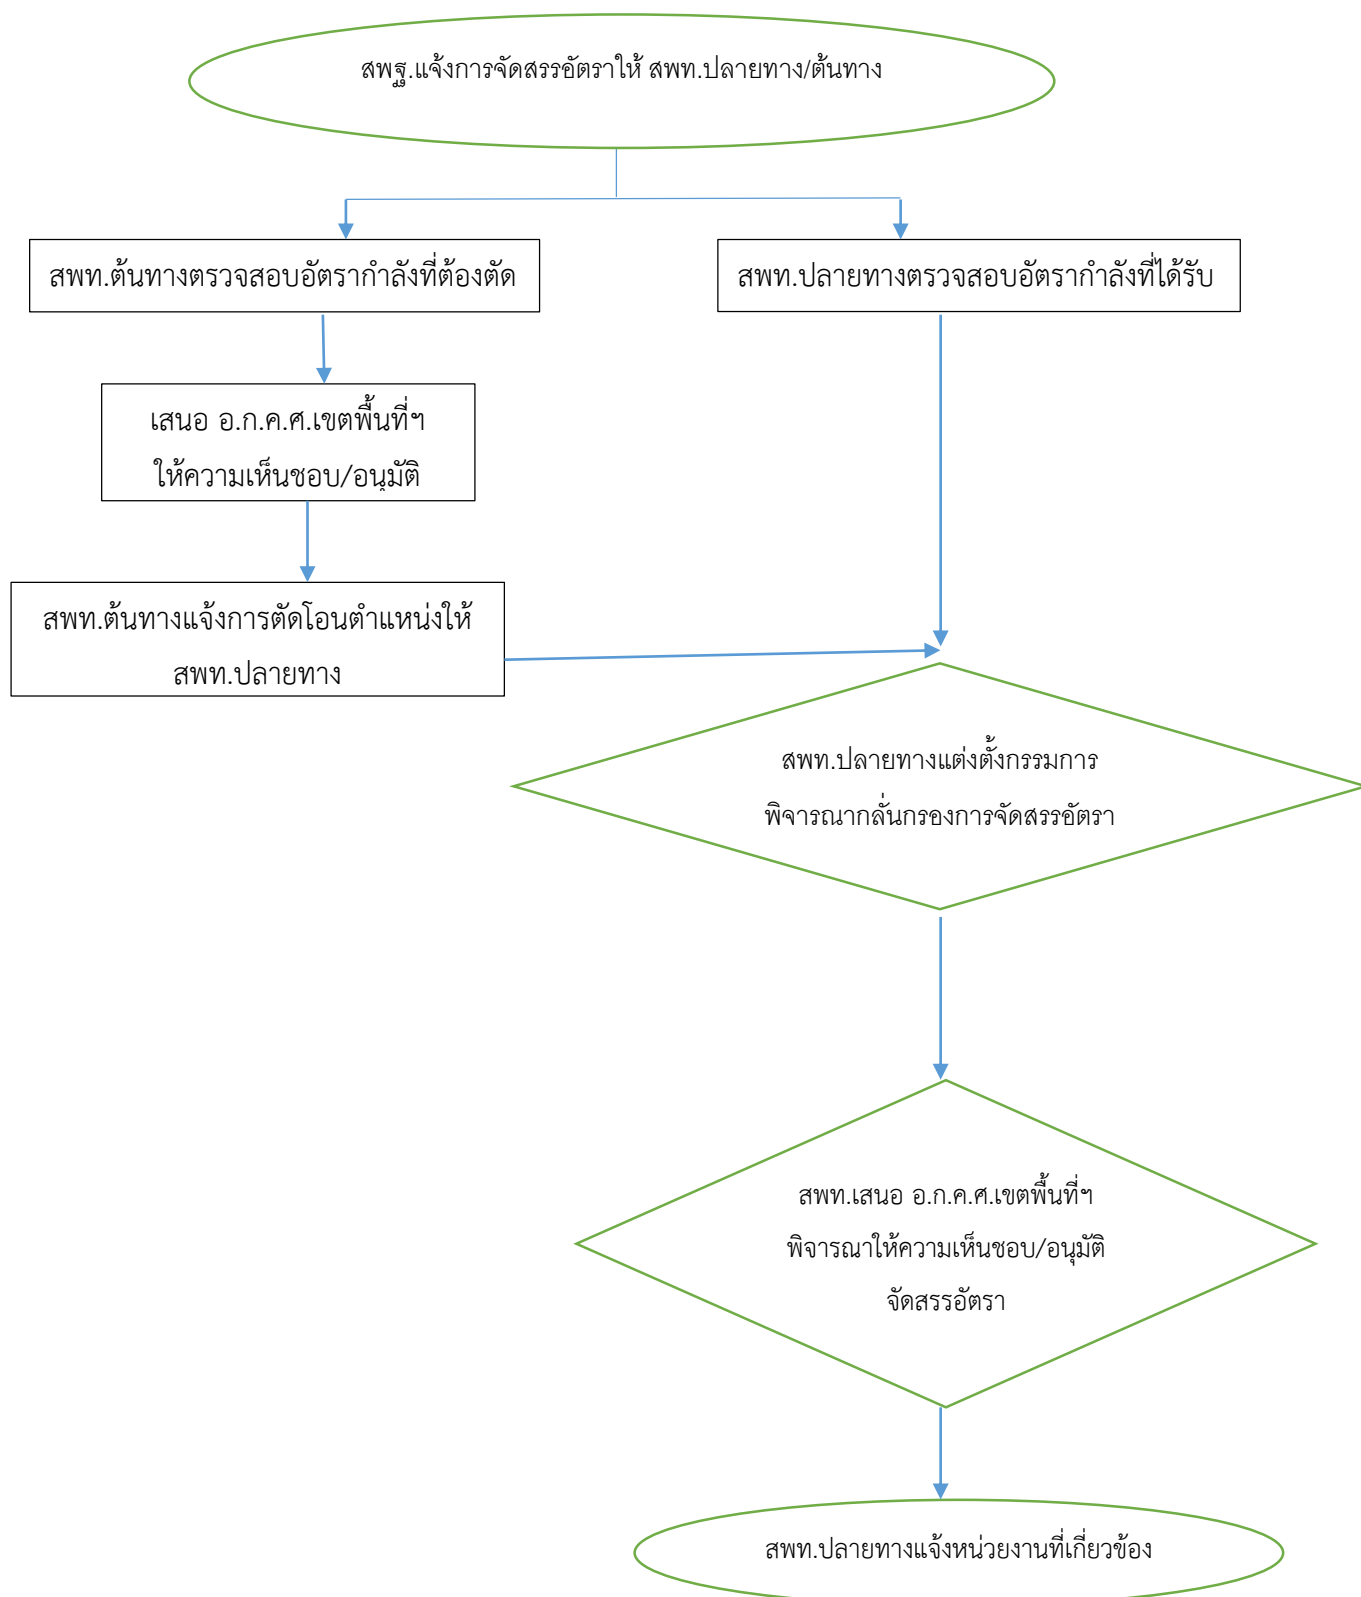 สพฐ.แจ้งการจัดสรรอัตราให้ สพท.ปลายทาง/ต้นทาง
สพท.ต้นทางตรวจสอบอัตรากำลังที่ต้องตัด
สพท.ปลายทางตรวจสอบอัตรากำลังที่ได้รับ
เสนอ อ.ก.ค.ศ.เขตพื้นที่ฯ
ให้ความเห็นชอบ/อนุมัติ
สพท.ต้นทางแจ้งการตัดโอนตำแหน่งให้
สพท.ปลายทาง
สพท.ปลายทางแต่งตั้งกรรมการ
พิจารณากลั่นกรองการจัดสรรอัตรา
สพท.เสนอ อ.ก.ค.ศ.เขตพื้นที่ฯ
พิจารณาให้ความเห็นชอบ/อนุมัติ
จัดสรรอัตรา
สพท.ปลายทางแจ้งหน่วยงานที่เกี่ยวข้อง